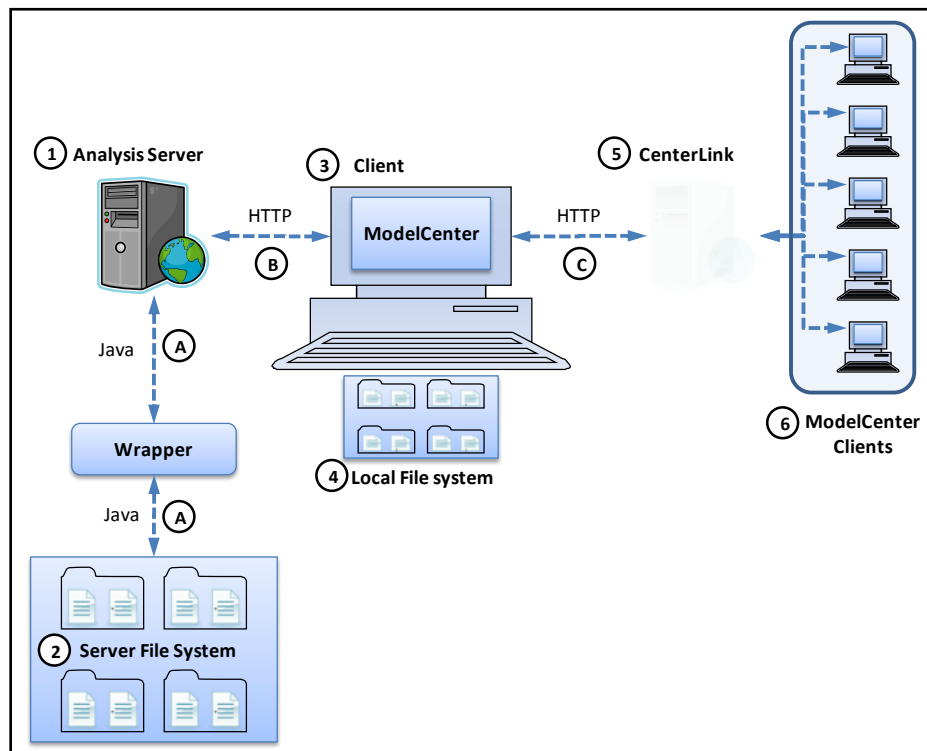 1 Analysis Server
3 Client
5 CenterLink
HTTP
ModelCenter
HTTP
B
C
Java
A
6 ModelCenter
Clients
Wrapper
4 Local File system
Java
A
2 Server File System